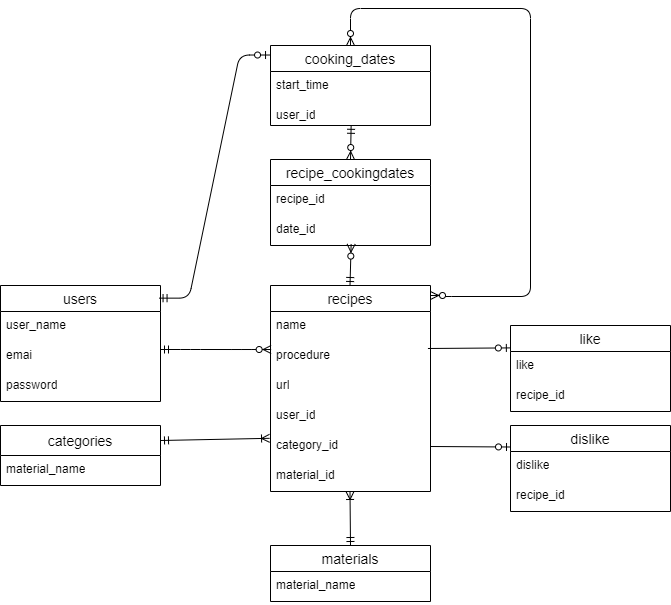 cooking_dates
start_time
user_id
recipe_cookingdates
recipe_id
date_id
users
user_name
emai
password
recipes
name
procedure
url
user_id
category_id
material_id
like
like
recipe_id
categories
material_name
dislike
dislike
recipe_id
materials
material_name